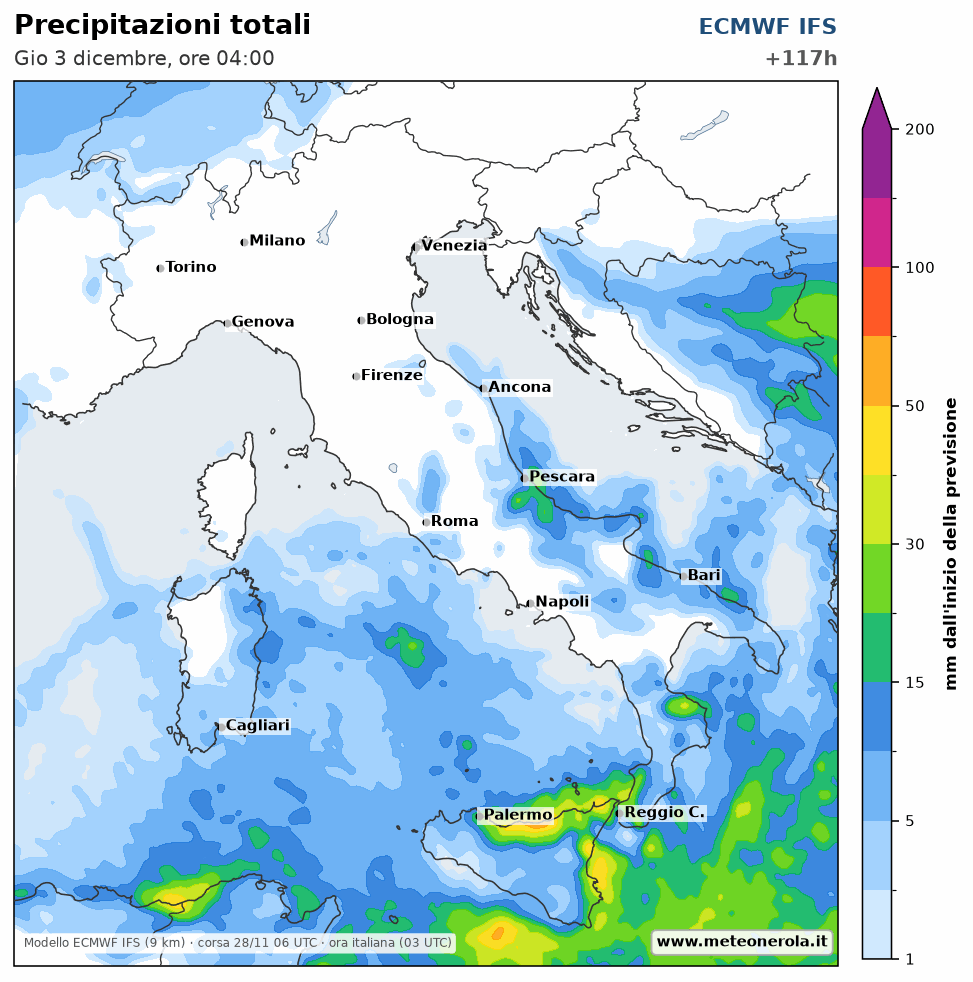 Precipitazioni totali
ECMWF IFS
Gio 3 dicembre, ore 04:00
+117h
200
100
50
30
15
5
1
mm dall'inizio della previsione
Milano
Venezia
Torino
Genova
Bologna
Firenze
Ancona
Pescara
Roma
Bari
Napoli
Cagliari
Palermo
Reggio C.
Modello ECMWF IFS (9 km) · corsa 28/11 06 UTC · ora italiana (03 UTC)
www.meteonerola.it